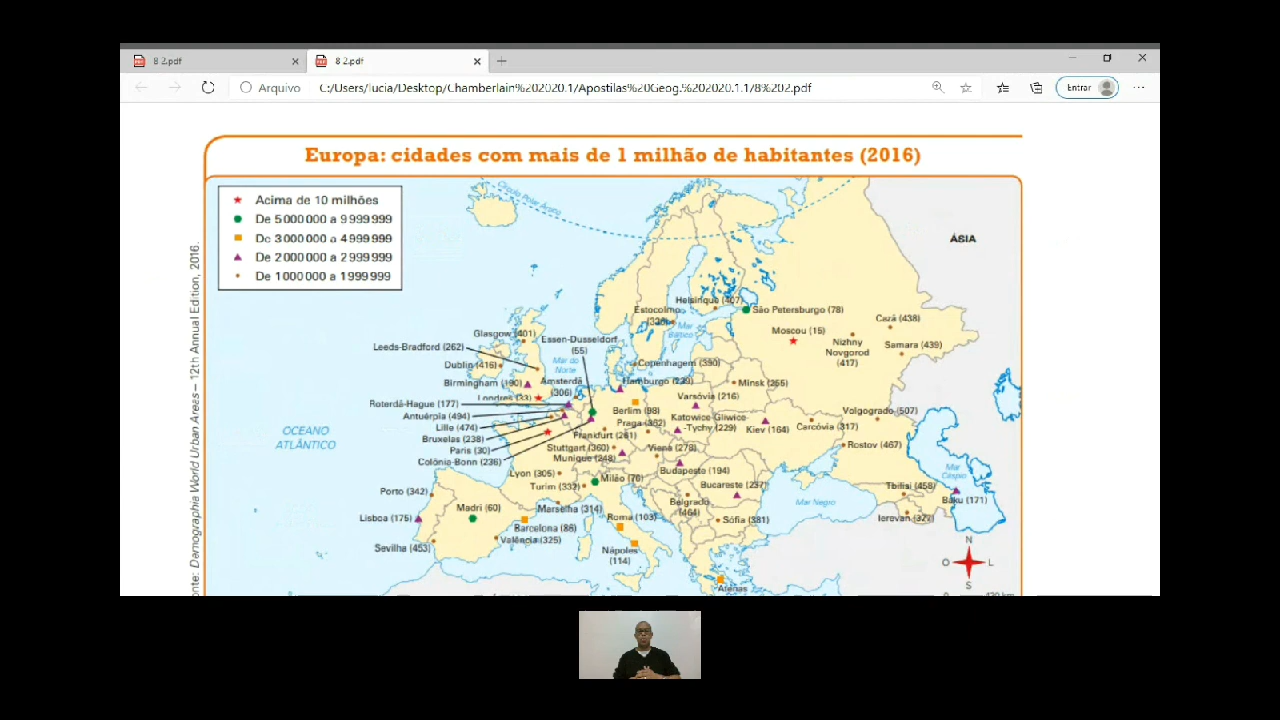 8 2.pdf
8 2.pdf
Arquivo
C:/Users/lucia/Desktop/Chamberlain%202020.1/Apostilas%20Geog.%202020.1.1/8%202.pdf
Entrar
Europa: cidades com mais de 1 milhão de habitantes (2016)
Acima de 10 milhões
De 5 000 000 a 9 999 999
De 3 000 000 a 4 999 999
De 2 000 000 a 2 999 999
De 1 000 000 a 1 999 999
onte: Demographia World Urban Areas – 12th Annual Edition, 2016.
Círculo Polar Ártico
ÁSIA
Helsinque (407)
Estocolmo
São Petersburgo (78)
Mar
Báltico
Moscou (15)
Cazã (438)
Nizhny
Novgorod
(417)
Samara (439)
Glasgow (401)
Essen-Dusseldorf
(55)
Leeds-Bradford (262)
Mar do
Norte
Dublin (416)
Copenhagem (390)
Birmingham (190)
Amsterdã
(306)
Hamburgo (239)
Minsk (265)
Londres (33)
Varsóvia (216)
Roterdã-Hague (177)
Berlim (98)
Antuérpia (494)
Katowice-Gliwice
-Tychy (229)
Volgogrado (507)
Lille (474)
Praga (362)
Kiev (164)
Carcóvia (317)
Bruxelas (238)
Frankfurt (261)
Rostov (467)
OCEANO
ATLÂNTICO
Paris (30)
Stuttgart (360)
Viena (278)
Colônia-Bonn (236)
Munique (248)
Budapeste (194)
Lyon (305)
Milão (76)
Mar
Cáspio
Turim (332)
Bucareste (237)
Tbilisi (458)
Porto (342)
Baku (171)
Madri (60)
Marselha (314)
Belgrado
(464)
Mar Negro
Lisboa (175)
Roma (103)
Sófia (381)
Ierevan (377)
Barcelona (86)
Valência (325)
Sevilha (453)
Nápoles
(114)
N
O
L
S
Atenas